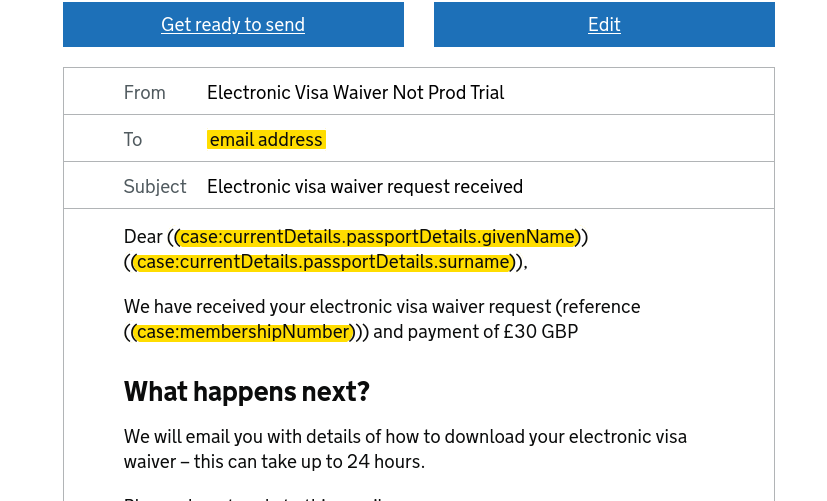 Get ready to send
Edit
From Electronic Visa Waiver Not Prod Trial
To email address
Subject Electronic visa waiver request received
Dear ((case:currentDetails.passportDetails.givenName))
((case:currentDetails.passportDetails.surname)),
We have received your electronic visa waiver request (reference
((case:membershipNumber))) and payment of £30 GBP
What happens next?
We will email you with details of how to download your electronic visa
waiver – this can take up to 24 hours.